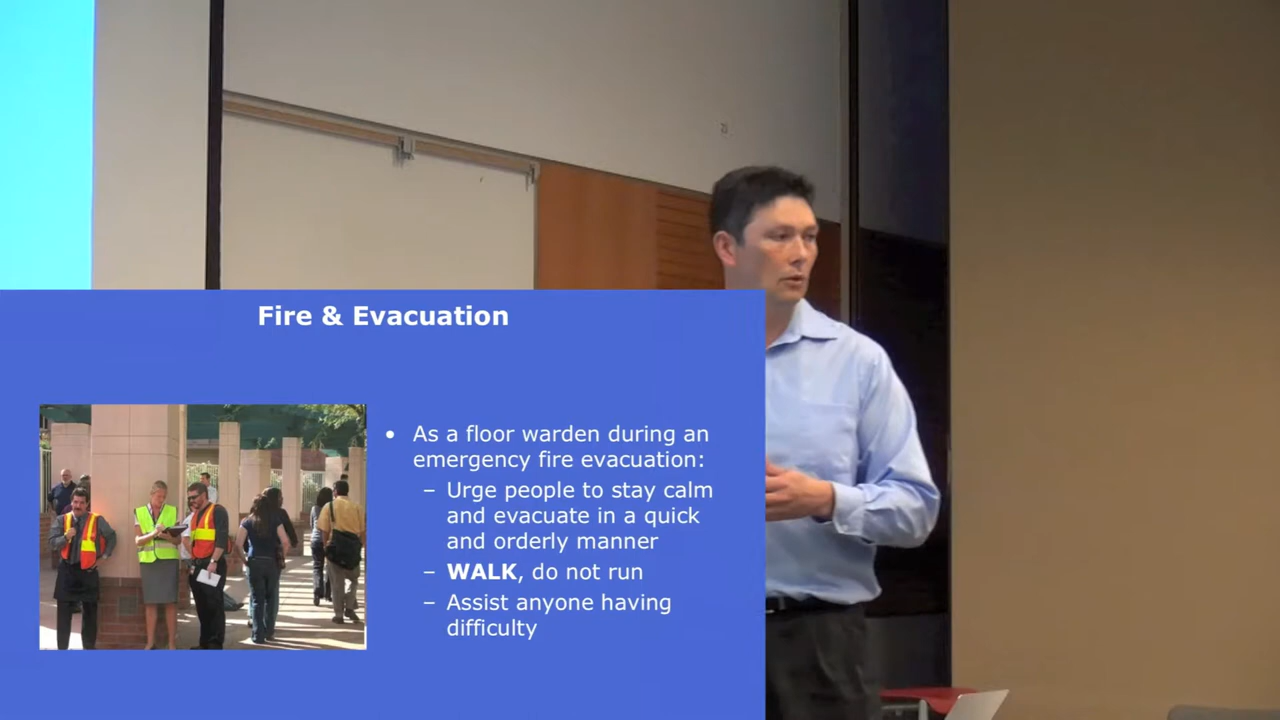 Fire & Evacuation
• As a floor warden during an
emergency fire evacuation:
– Urge people to stay calm
and evacuate in a quick
and orderly manner
– WALK, do not run
– Assist anyone having
difficulty